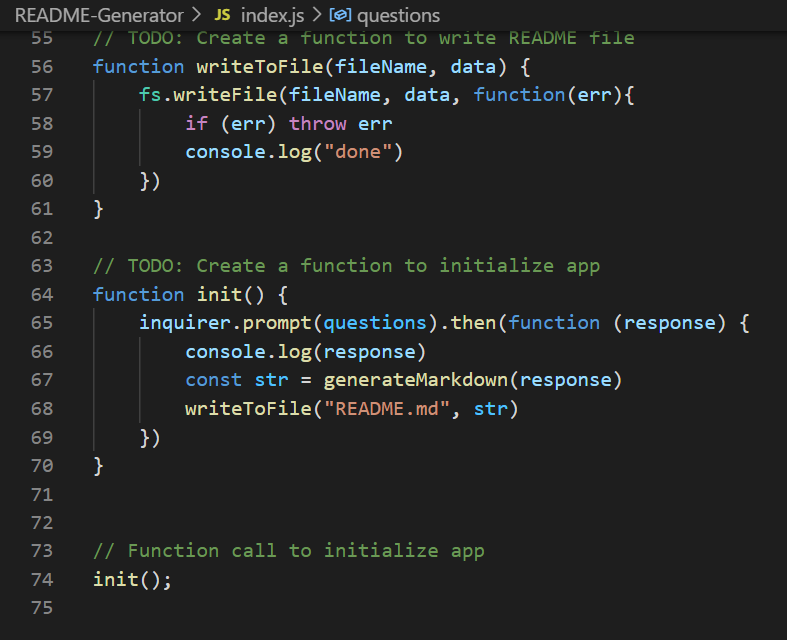 README-Generator > JS index.js > questions
55 // TODO: Create a function to write README file
56 function writeToFile(fileName, data) {
57     fs.writeFile(fileName, data, function(err){
58         if (err) throw err
59         console.log("done")
60     })
61 }
62
63 // TODO: Create a function to initialize app
64 function init() {
65     inquirer.prompt(questions).then(function (response) {
66         console.log(response)
67         const str = generateMarkdown(response)
68         writeToFile("README.md", str)
69     })
70 }
71
72
73 // Function call to initialize app
74 init();
75